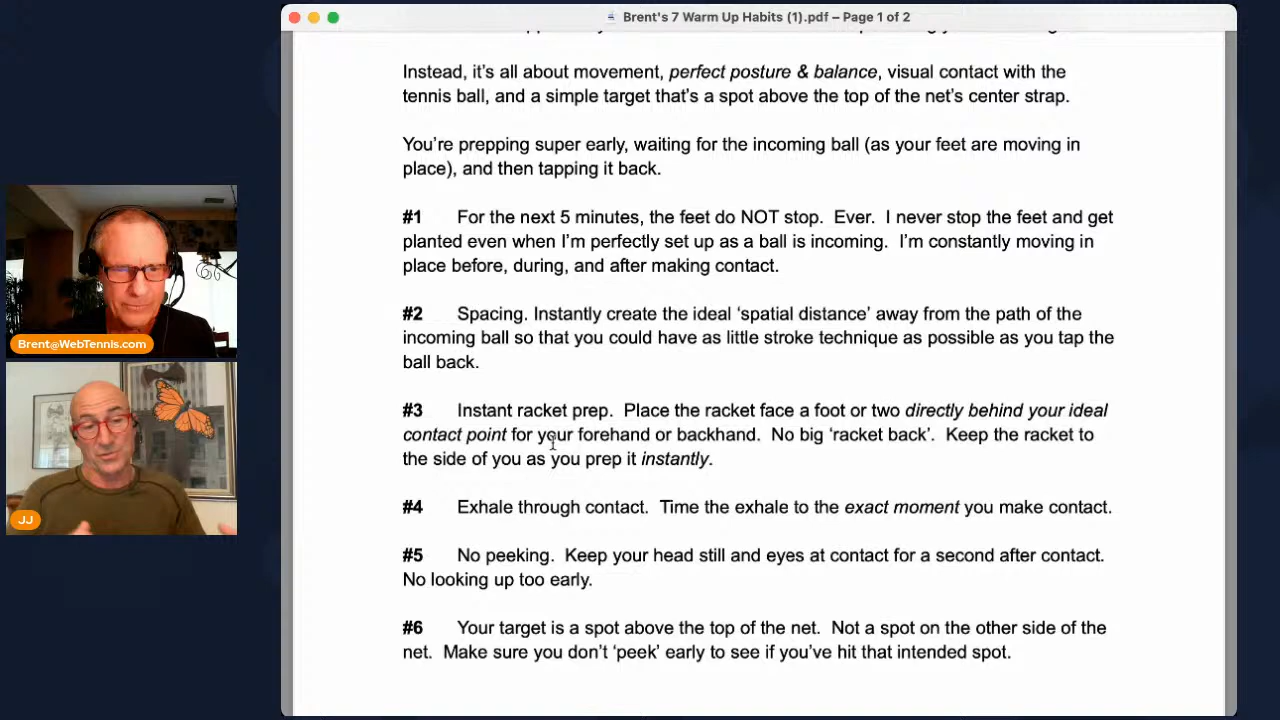 Brent's 7 Warm Up Habits (1).pdf – Page 1 of 2
Instead, it's all about movement, perfect posture & balance, visual contact with the
tennis ball, and a simple target that's a spot above the top of the net's center strap.
You're prepping super early, waiting for the incoming ball (as your feet are moving in
place), and then tapping it back.
#1 For the next 5 minutes, the feet do NOT stop. Ever. I never stop the feet and get
planted even when I'm perfectly set up as a ball is incoming. I'm constantly moving in
place before, during, and after making contact.
#2 Spacing. Instantly create the ideal 'spatial distance' away from the path of the
incoming ball so that you could have as little stroke technique as possible as you tap the
ball back.
#3 Instant racket prep. Place the racket face a foot or two directly behind your ideal
contact point for your forehand or backhand. No big 'racket back'. Keep the racket to
the side of you as you prep it instantly.
#4 Exhale through contact. Time the exhale to the exact moment you make contact.
#5 No peeking. Keep your head still and eyes at contact for a second after contact.
No looking up too early.
#6 Your target is a spot above the top of the net. Not a spot on the other side of the
net. Make sure you don't 'peek' early to see if you've hit that intended spot.
Brent@WebTennis.com
JJ